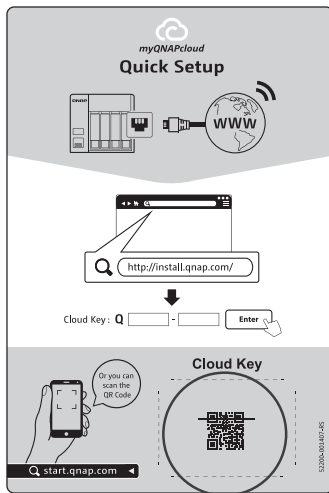 myQNAPcloud
Quick Setup
QNAP
WWW
http://install.qnap.com/
Cloud Key : Q - Enter
Or you can
scan the
QR Code
Cloud Key
start.qnap.com
52200-001407-RS